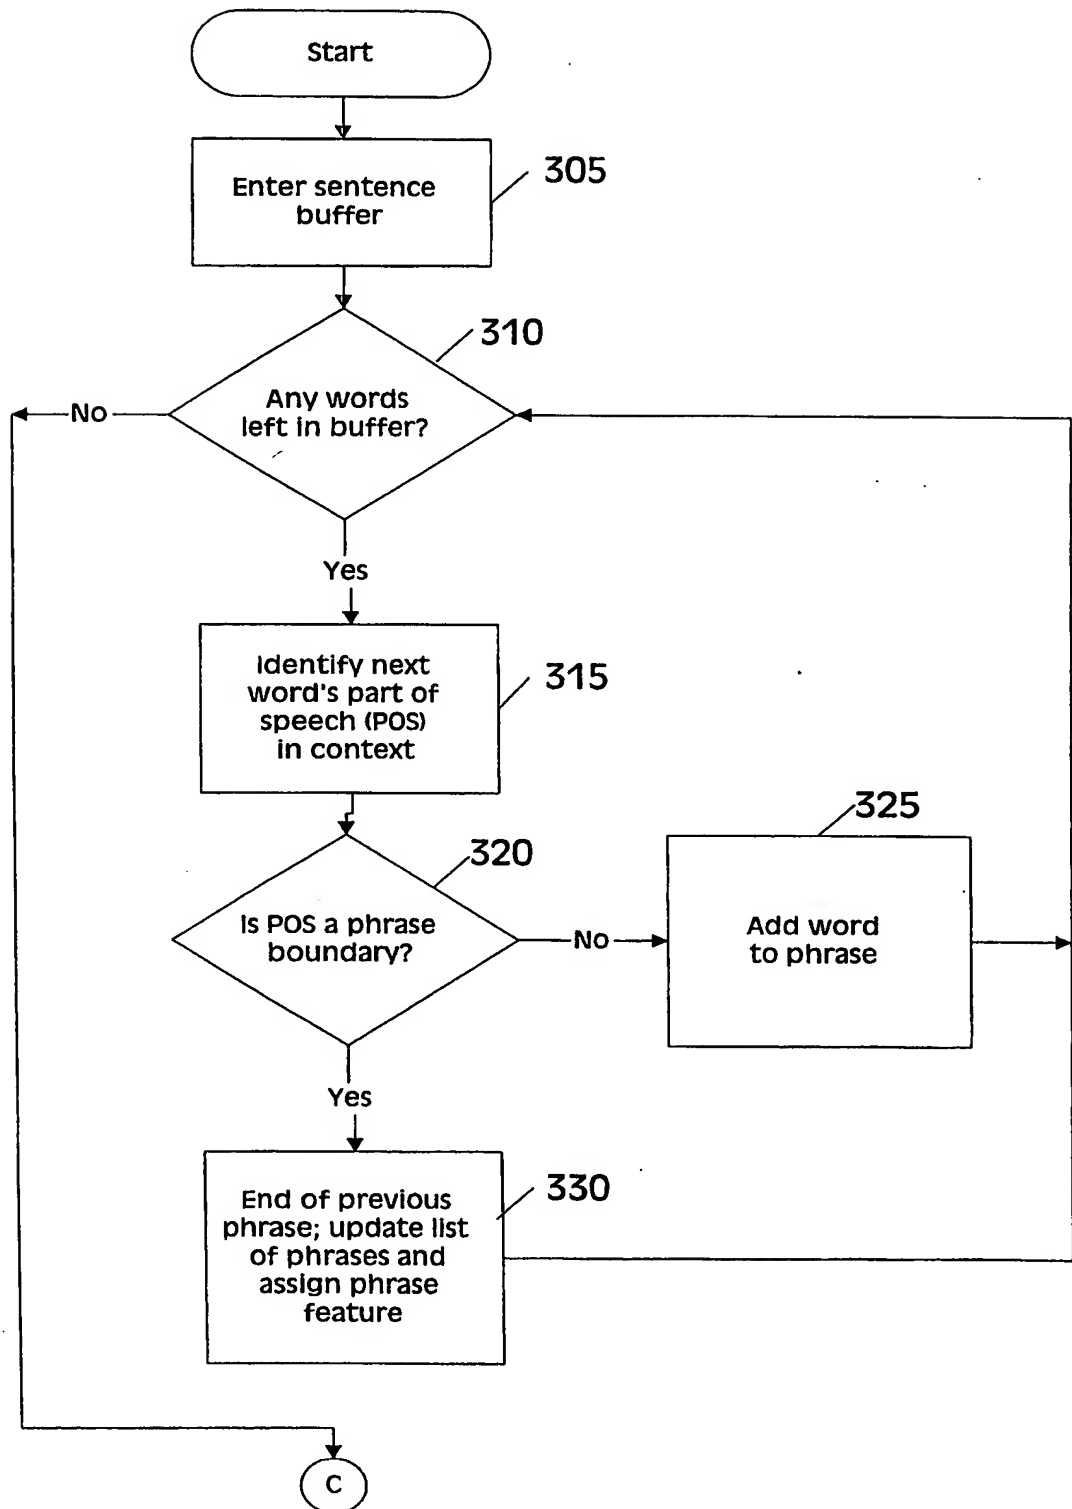 Start
305
Enter sentence
buffer
310
Any words
left in buffer?
No
Yes
315
Identify next
word's part of
speech (POS)
in context
325
320
Is POS a phrase
boundary?
No
Add word
to phrase
Yes
330
End of previous
phrase; update list
of phrases and
assign phrase
feature
C